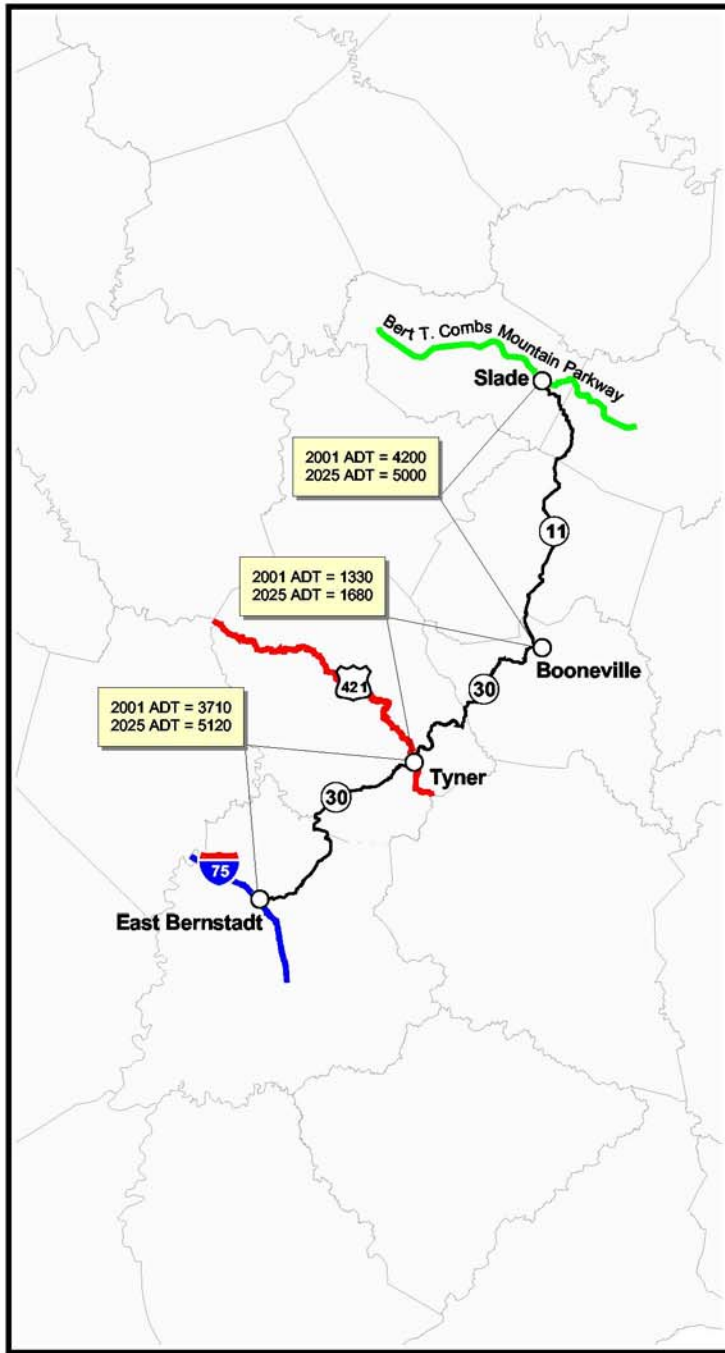 Bert T. Combs Mountain Parkway
Slade
2001 ADT = 4200
2025 ADT = 5000
11
2001 ADT = 1330
2025 ADT = 1680
Booneville
421
30
2001 ADT = 3710
2025 ADT = 5120
Tyner
30
75
East Bernstadt